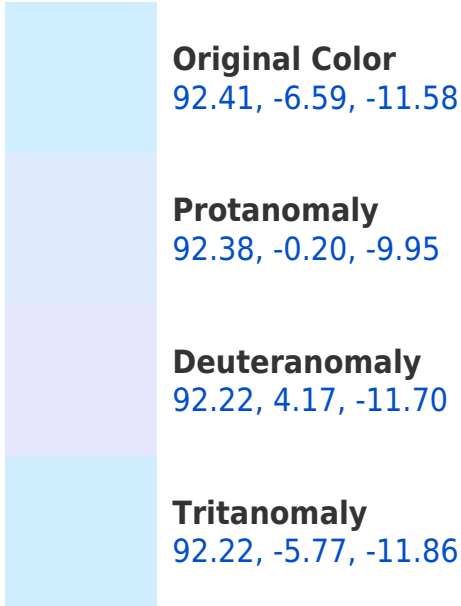 Original Color
92.41, -6.59, -11.58
Protanomaly
92.38, -0.20, -9.95
Deuteranomaly
92.22, 4.17, -11.70
Tritanomaly
92.22, -5.77, -11.86